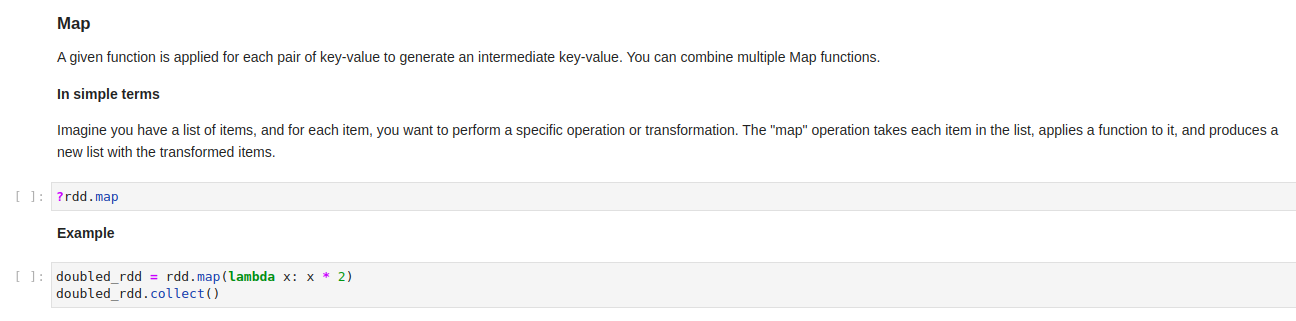 Map
A given function is applied for each pair of key-value to generate an intermediate key-value. You can combine multiple Map functions.
In simple terms
Imagine you have a list of items, and for each item, you want to perform a specific operation or transformation. The "map" operation takes each item in the list, applies a function to it, and produces a
new list with the transformed items.
[ ]: ?rdd.map
Example
[ ]: doubled_rdd = rdd.map(lambda x: x * 2)
doubled_rdd.collect()